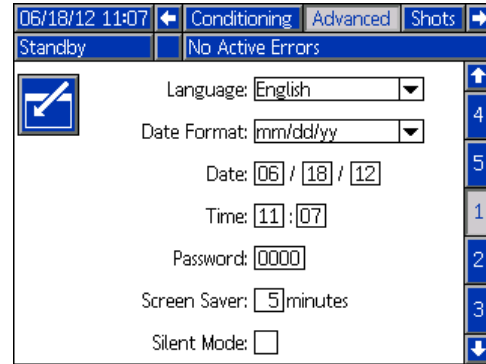 06/18/12 11:07 Conditioning Advanced Shots
Standby No Active Errors
Language: English
4
Date Format: mm/dd/yy
5
Date: 06 / 18 / 12
1
Time: 11 : 07
Password: 0000
2
Screen Saver: 5 minutes
3
Silent Mode: